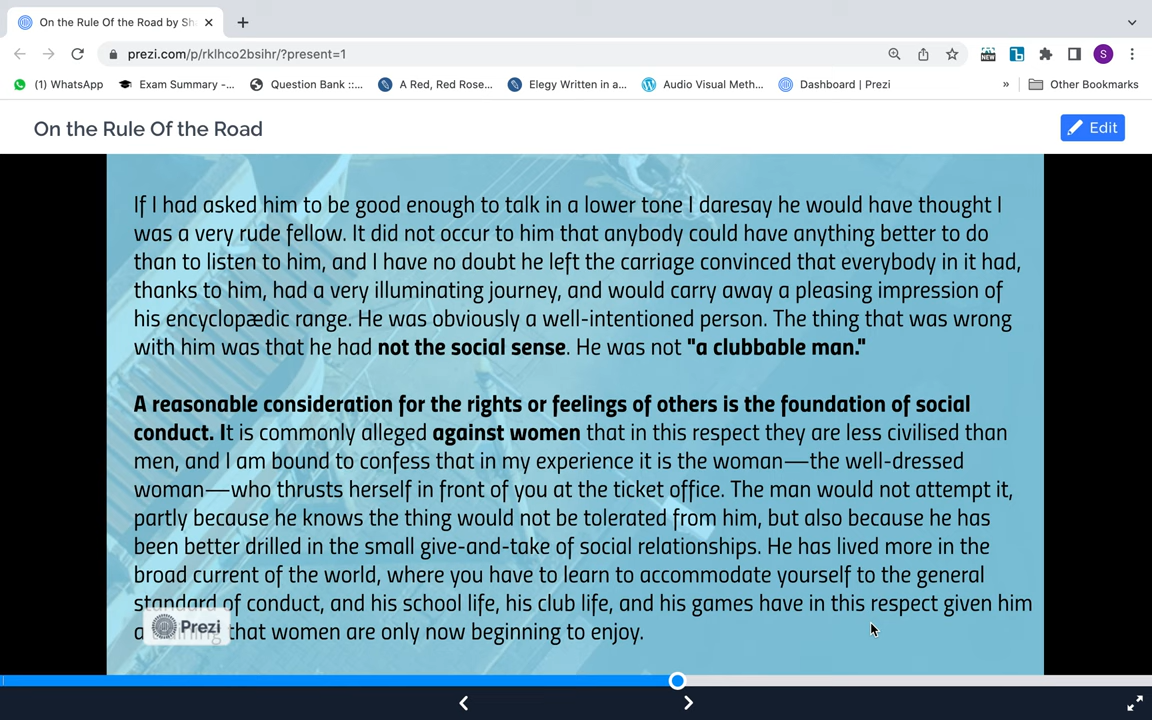 On the Rule Of the Road by Sh
prezi.com/p/rklhco2bsihr/?present=1
NEW
b
S
(1) WhatsApp
Exam Summary -...
Question Bank ::...
A Red, Red Rose...
Elegy Written in a...
Audio Visual Meth...
Dashboard | Prezi
»
Other Bookmarks
On the Rule Of the Road
Edit
If I had asked him to be good enough to talk in a lower tone I daresay he would have thought I
was a very rude fellow. It did not occur to him that anybody could have anything better to do
than to listen to him, and I have no doubt he left the carriage convinced that everybody in it had,
thanks to him, had a very illuminating journey, and would carry away a pleasing impression of
his encyclopædic range. He was obviously a well-intentioned person. The thing that was wrong
with him was that he had not the social sense. He was not "a clubbable man."
A reasonable consideration for the rights or feelings of others is the foundation of social
conduct. It is commonly alleged against women that in this respect they are less civilised than
men, and I am bound to confess that in my experience it is the woman—the well-dressed
woman—who thrusts herself in front of you at the ticket office. The man would not attempt it,
partly because he knows the thing would not be tolerated from him, but also because he has
been better drilled in the small give-and-take of social relationships. He has lived more in the
broad current of the world, where you have to learn to accommodate yourself to the general
standard of conduct, and his school life, his club life, and his games have in this respect given him
a that women are only now beginning to enjoy.
Prezi